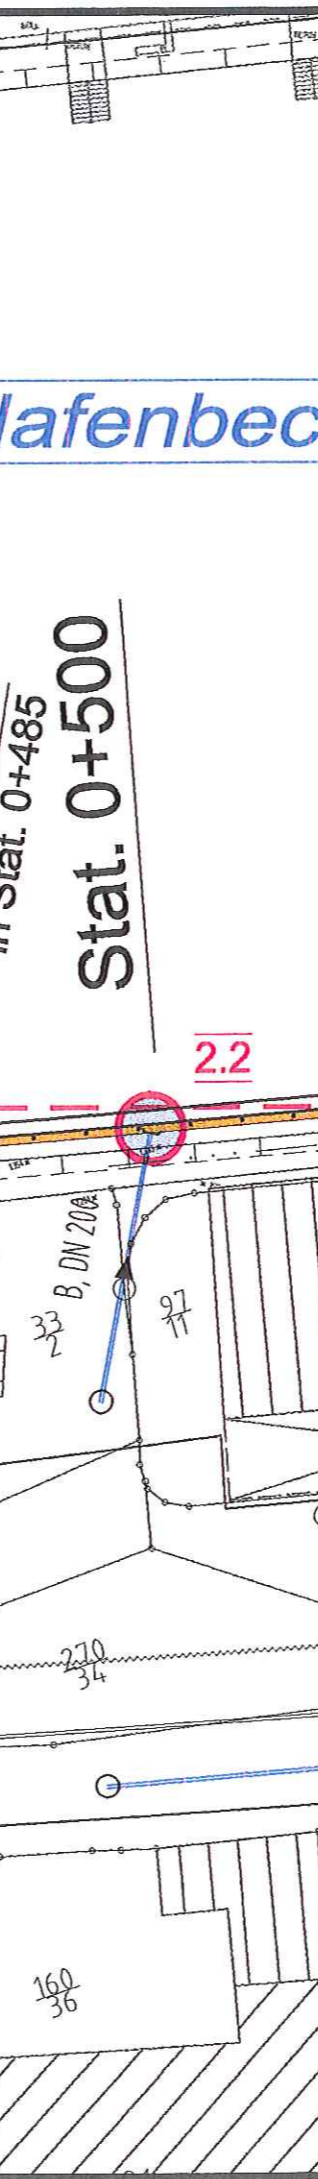 Hafenbec
in Stat. 0+485
Stat. 0+500
2.2
B, DN 200
33
2
97
11
270
34
160
36